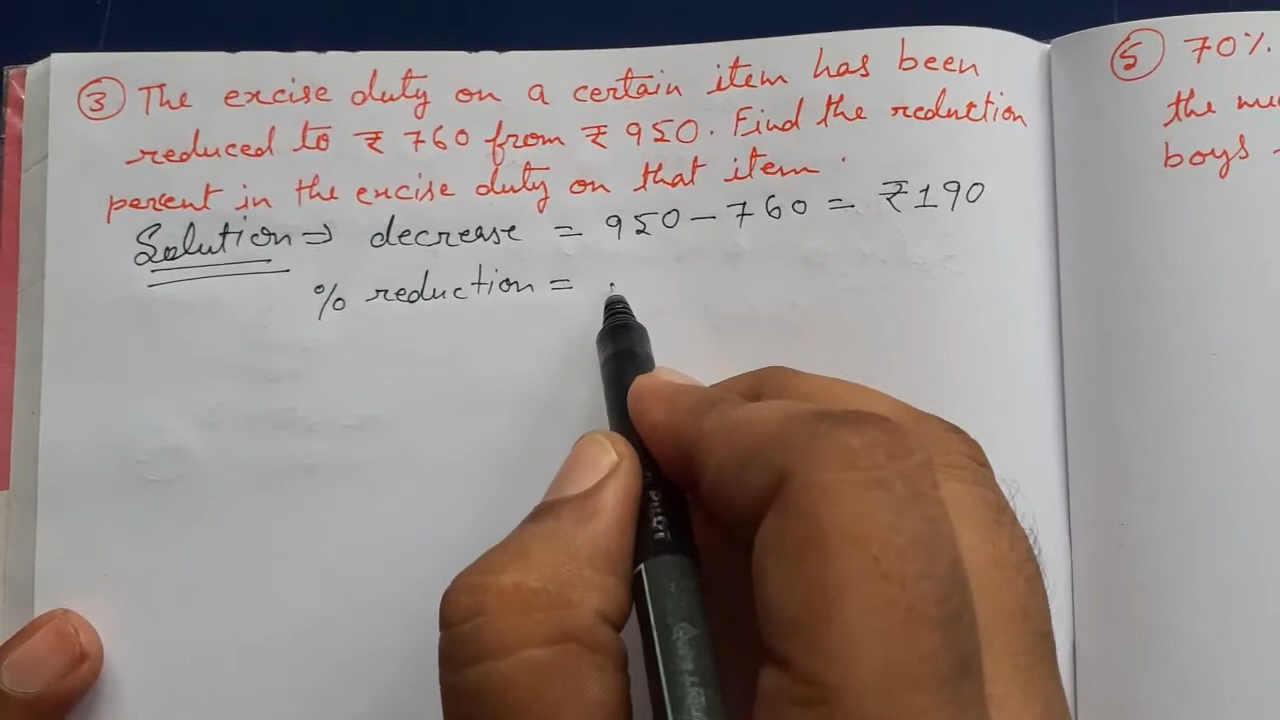 ③ The excise duty on a certain item has been
reduced to ₹ 760 from ₹ 950. Find the reduction
percent in the excise duty on that item.
Solution ⇒ decrease = 950 - 760 = ₹190
% reduction =
⑤ 70%.
the
boys